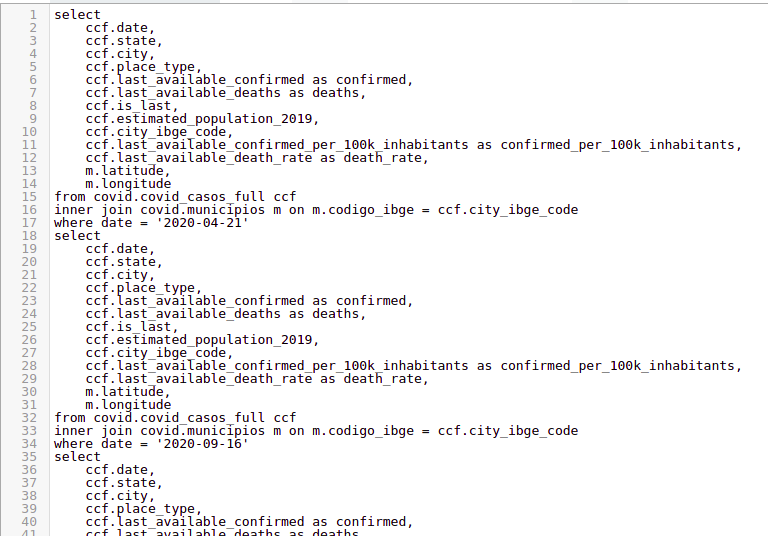 1 select
2     ccf.date,
3     ccf.state,
4     ccf.city,
5     ccf.place_type,
6     ccf.last_available_confirmed as confirmed,
7     ccf.last_available_deaths as deaths,
8     ccf.is_last,
9     ccf.estimated_population_2019,
10     ccf.city_ibge_code,
11     ccf.last_available_confirmed_per_100k_inhabitants as confirmed_per_100k_inhabitants,
12     ccf.last_available_death_rate as death_rate,
13     m.latitude,
14     m.longitude
15 from covid.covid_casos_full ccf
16 inner join covid.municipios m on m.codigo_ibge = ccf.city_ibge_code
17 where date = '2020-04-21'
18 select
19     ccf.date,
20     ccf.state,
21     ccf.city,
22     ccf.place_type,
23     ccf.last_available_confirmed as confirmed,
24     ccf.last_available_deaths as deaths,
25     ccf.is_last,
26     ccf.estimated_population_2019,
27     ccf.city_ibge_code,
28     ccf.last_available_confirmed_per_100k_inhabitants as confirmed_per_100k_inhabitants,
29     ccf.last_available_death_rate as death_rate,
30     m.latitude,
31     m.longitude
32 from covid.covid_casos_full ccf
33 inner join covid.municipios m on m.codigo_ibge = ccf.city_ibge_code
34 where date = '2020-09-16'
35 select
36     ccf.date,
37     ccf.state,
38     ccf.city,
39     ccf.place_type,
40     ccf.last_available_confirmed as confirmed,
41     ccf.last_available_deaths as deaths